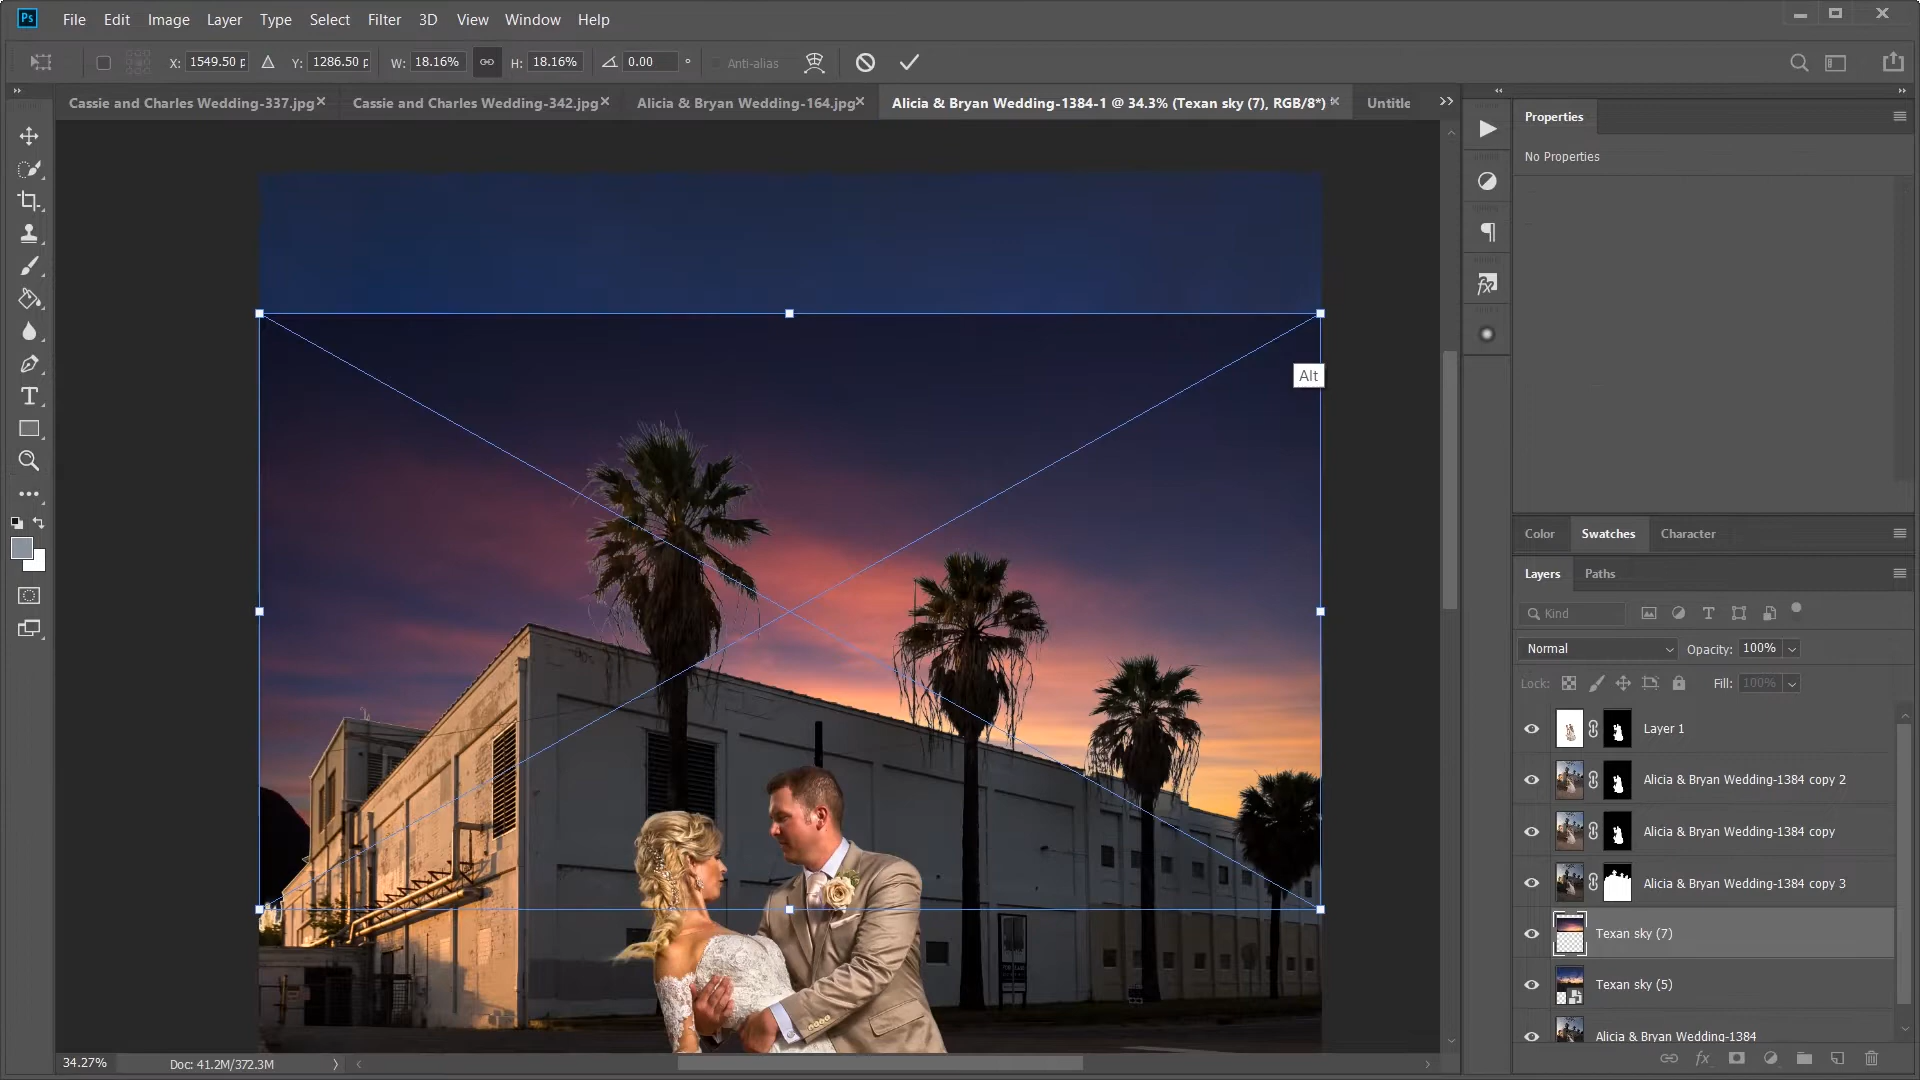 Ps File Edit Image Layer Type Select Filter 3D View Window Help
X: 1549.50 p Y: 1286.50 p W: 18.16% H: 18.16% 0.00 ° Anti-alias
Cassie and Charles Wedding-337.jpg Cassie and Charles Wedding-342.jpg Alicia & Bryan Wedding-164.jpg Alicia & Bryan Wedding-1384-1 @ 34.3% (Texan sky (7), RGB/8*) Untitle
Properties
No Properties
Alt
Color Swatches Character
Layers Paths
Kind
Normal Opacity: 100%
Lock: Fill: 100%
Layer 1
Alicia & Bryan Wedding-1384 copy 2
Alicia & Bryan Wedding-1384 copy
Alicia & Bryan Wedding-1384 copy 3
Texan sky (7)
Texan sky (5)
Alicia & Bryan Wedding-1384
34.27% Doc: 41.2M/372.3M